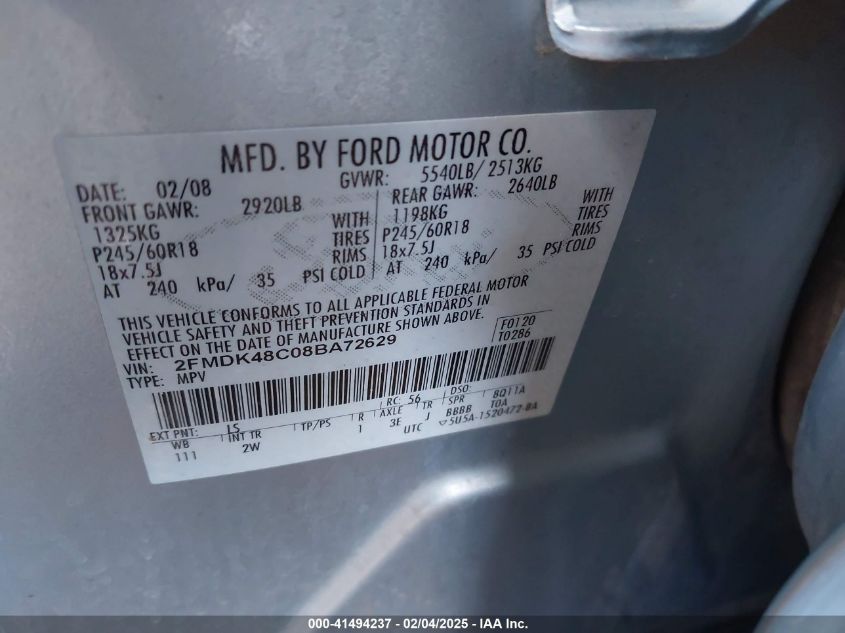 MFD. BY FORD MOTOR CO.
DATE: 02/08 GVWR: 5540LB/ 2513KG
FRONT GAWR: 2920LB REAR GAWR: 2640LB
1325KG WITH 1198KG WITH
P245/60R18 TIRES P245/60R18 TIRES
18x7.5J RIMS 18x7.5J RIMS
AT 240 kPa/ 35 PSI COLD AT 240 kPa/ 35 PSI COLD
THIS VEHICLE CONFORMS TO ALL APPLICABLE FEDERAL MOTOR
VEHICLE SAFETY AND THEFT PREVENTION STANDARDS IN
EFFECT ON THE DATE OF MANUFACTURE SHOWN ABOVE.
F0120
T0286
VIN: 2FMDK48C08BA72629
TYPE: MPV
EXT PNT: LS RC: 56 DSO:
WB INT TR TP/PS R AXLE TR SPR BQ11A
111 2W 1 3E J BBBB TOA
UTC ▽5U5A-1520472-BA
000-41494237 - 02/04/2025 - IAA Inc.